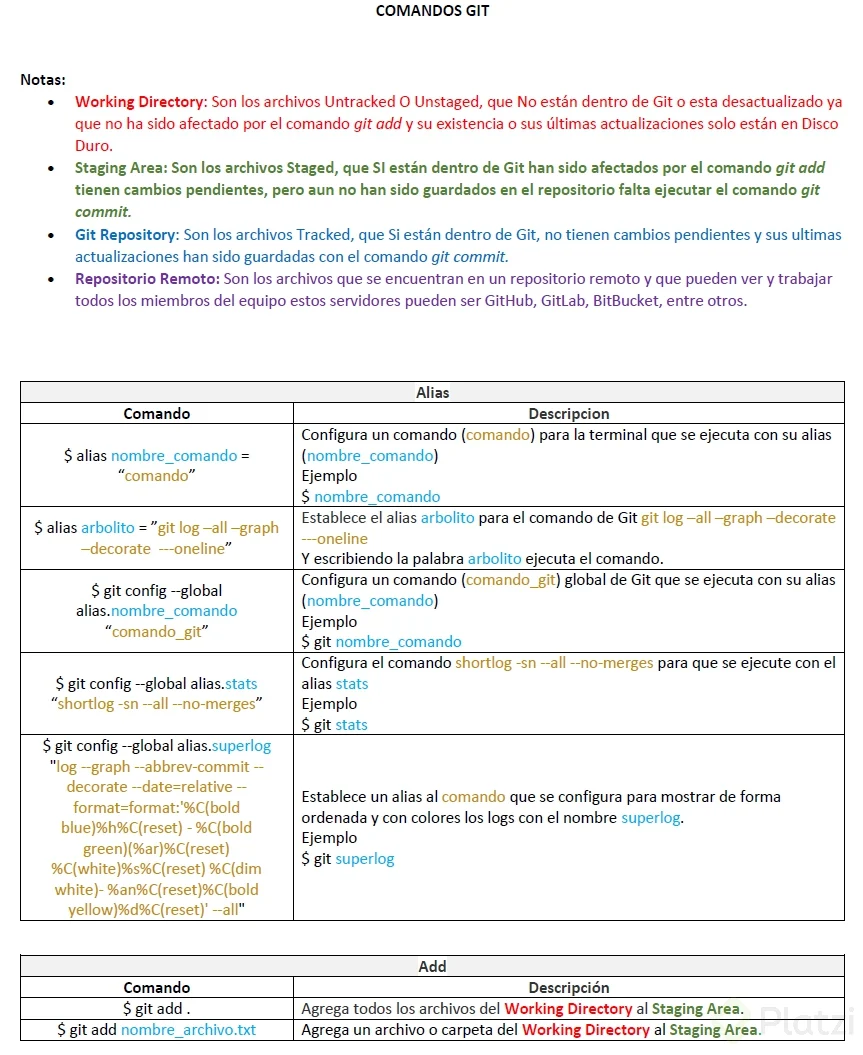 COMANDOS GIT
Notas:
• Working Directory: Son los archivos Untracked O Unstaged, que No están dentro de Git o esta desactualizado ya
que no ha sido afectado por el comando git add y su existencia o sus últimas actualizaciones solo están en Disco
Duro.
• Staging Area: Son los archivos Staged, que SI están dentro de Git han sido afectados por el comando git add
tienen cambios pendientes, pero aun no han sido guardados en el repositorio falta ejecutar el comando git
commit.
• Git Repository: Son los archivos Tracked, que Si están dentro de Git, no tienen cambios pendientes y sus ultimas
actualizaciones han sido guardadas con el comando git commit.
• Repositorio Remoto: Son los archivos que se encuentran en un repositorio remoto y que pueden ver y trabajar
todos los miembros del equipo estos servidores pueden ser GitHub, GitLab, BitBucket, entre otros.
Alias
Comando
Descripcion
$ alias nombre_comando =
“comando”
Configura un comando (comando) para la terminal que se ejecuta con su alias
(nombre_comando)
Ejemplo
$ nombre_comando
$ alias arbolito = ”git log –all –graph
–decorate ---oneline”
Establece el alias arbolito para el comando de Git git log –all –graph –decorate
---oneline
Y escribiendo la palabra arbolito ejecuta el comando.
$ git config --global
alias.nombre_comando
“comando_git”
Configura un comando (comando_git) global de Git que se ejecuta con su alias
(nombre_comando)
Ejemplo
$ git nombre_comando
$ git config --global alias.stats
“shortlog -sn --all --no-merges”
Configura el comando shortlog -sn --all --no-merges para que se ejecute con el
alias stats
Ejemplo
$ git stats
$ git config --global alias.superlog
"log --graph --abbrev-commit --
decorate --date=relative --
format=format:'%C(bold
blue)%h%C(reset) - %C(bold
green)(%ar)%C(reset)
%C(white)%s%C(reset) %C(dim
white)- %an%C(reset)%C(bold
yellow)%d%C(reset)' --all"
Establece un alias al comando que se configura para mostrar de forma
ordenada y con colores los logs con el nombre superlog.
Ejemplo
$ git superlog
Add
Comando
Descripción
$ git add .
Agrega todos los archivos del Working Directory al Staging Area.
$ git add nombre_archivo.txt
Agrega un archivo o carpeta del Working Directory al Staging Area.
Platzi